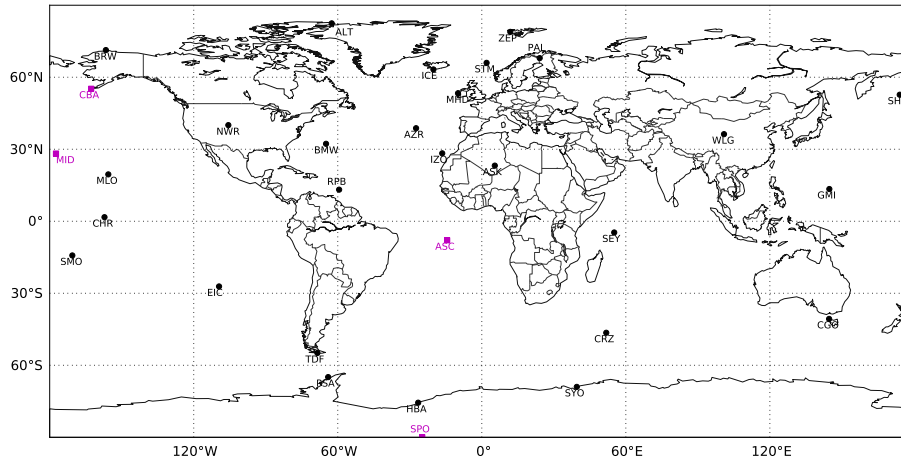 ALT
ZEP
BRW
PAL
ICE
STM
60°N
CBA
MHD
SH
NWR
AZR
BMW
WLG
30°N
MID
IZO
ASK
MLO
RPB
GMI
0°
CHR
SEY
ASC
SMO
30°S
EIC
CGO
CRZ
60°S
TDF
PSA
SYO
HBA
SPO
120°W
60°W
0°
60°E
120°E